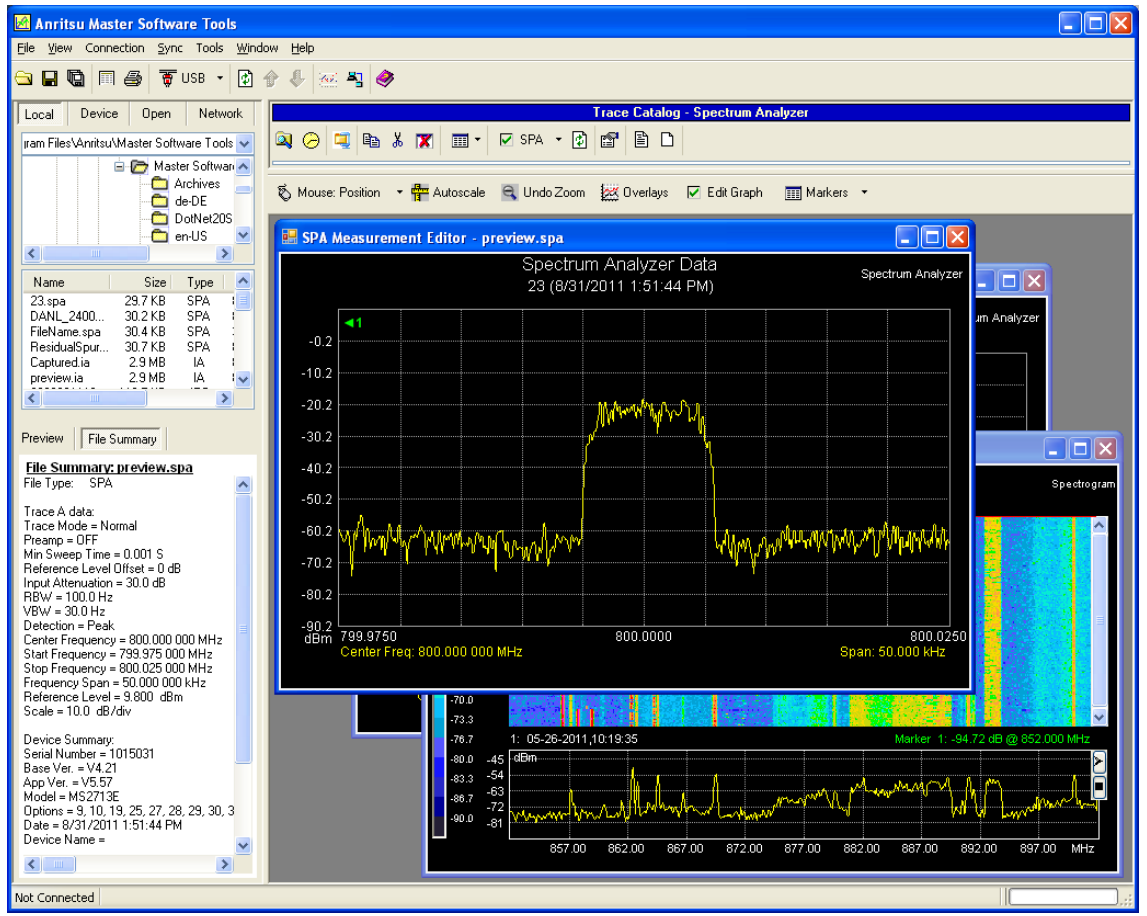 Anritsu Master Software Tools
File View Connection Sync Tools Window Help
USB
Local Device Open Network
Trace Catalog - Spectrum Analyzer
SPA
ram Files\Anritsu\Master Software Tools
Master Softwar
Archives
de-DE
DotNet20S
en-US
Mouse: Position Autoscale Undo Zoom Overlays Edit Graph Markers
Name Size Type
23.spa 29.7 KB SPA
DANL_2400... 30.2 KB SPA
FileName.spa 30.4 KB SPA
ResidualSpur... 30.7 KB SPA
Captured.ia 2.9 MB IA
preview.ia 2.9 MB IA
Preview File Summary
File Summary: preview.spa
File Type: SPA
Trace A data:
Trace Mode = Normal
Preamp = OFF
Min Sweep Time = 0.001 S
Reference Level Offset = 0 dB
Input Attenuation = 30.0 dB
RBW = 100.0 Hz
VBW = 30.0 Hz
Detection = Peak
Center Frequency = 800.000 000 MHz
Start Frequency = 799.975 000 MHz
Stop Frequency = 800.025 000 MHz
Frequency Span = 50.000 000 kHz
Reference Level = 9.800 dBm
Scale = 10.0 dB/div
Device Summary:
Serial Number = 1015031
Base Ver. = V4.21
App Ver. = V5.57
Model = MS2713E
Options = 9, 10, 19, 25, 27, 28, 29, 30, 3
Date = 8/31/2011 1:51:44 PM
Device Name =
Not Connected
SPA Measurement Editor - preview.spa
Spectrum Analyzer Data
23 (8/31/2011 1:51:44 PM)
Spectrum Analyzer
1
-0.2
-10.2
-20.2
-30.2
-40.2
-50.2
-60.2
-70.2
-80.2
-90.2
dBm 799.9750 800.0000 800.0250
Center Freq: 800.000 000 MHz Span: 50.000 kHz
um Analyzer
Spectrogram
-70.0
-73.3
-76.7
-80.0
-83.3
-86.7
-90.0
1: 05-26-2011,10:19:35 Marker 1: -94.72 dB @ 852.000 MHz
dBm
-45
-54
-63
-72
-81
857.00 862.00 867.00 872.00 877.00 882.00 887.00 892.00 897.00 MHz